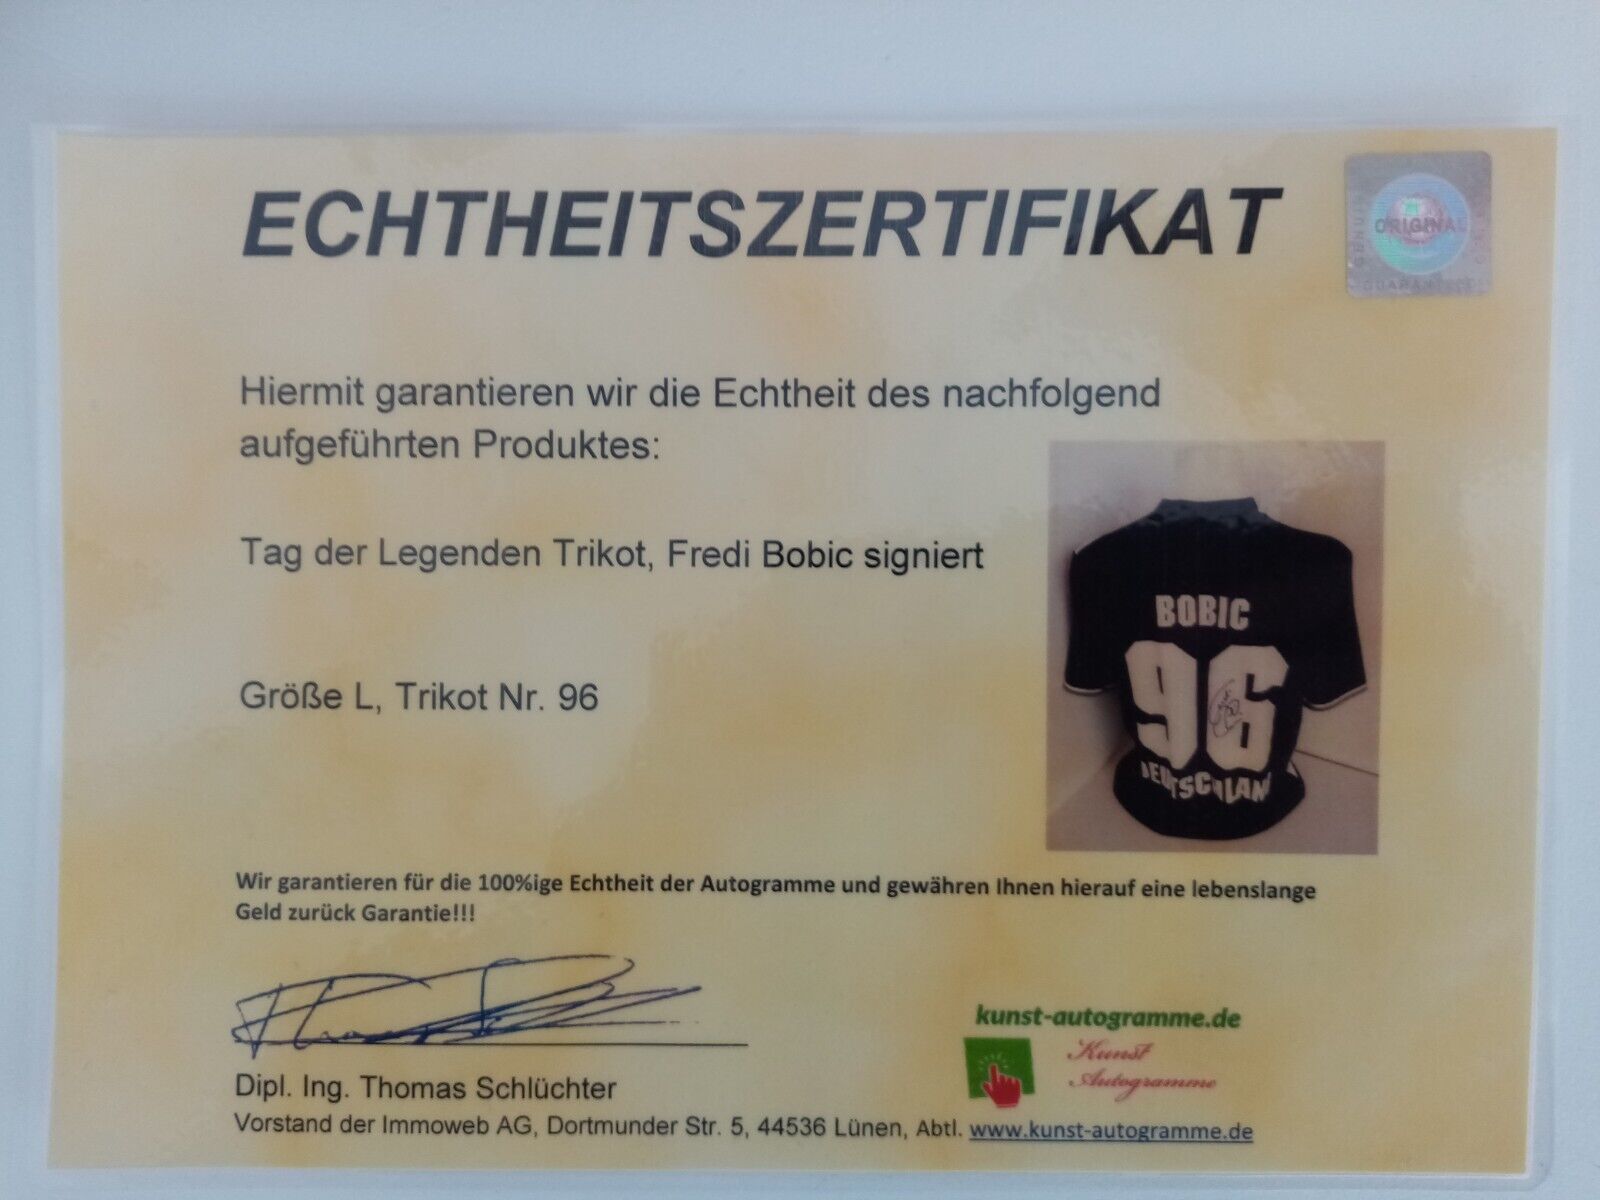 ECHTHEITSZERTIFIKAT
ORIGINAL
Hiermit garantieren wir die Echtheit des nachfolgend
aufgeführten Produktes:
Tag der Legenden Trikot, Fredi Bobic signiert
Größe L, Trikot Nr. 96
BOBIC
96
Wir garantieren für die 100%ige Echtheit der Autogramme und gewähren Ihnen hierauf eine lebenslange
Geld zurück Garantie!!!
kunst-autogramme.de
Kunst
Autogramme
Dipl. Ing. Thomas Schlüchter
Vorstand der Immoweb AG, Dortmunder Str. 5, 44536 Lünen, Abtl. www.kunst-autogramme.de